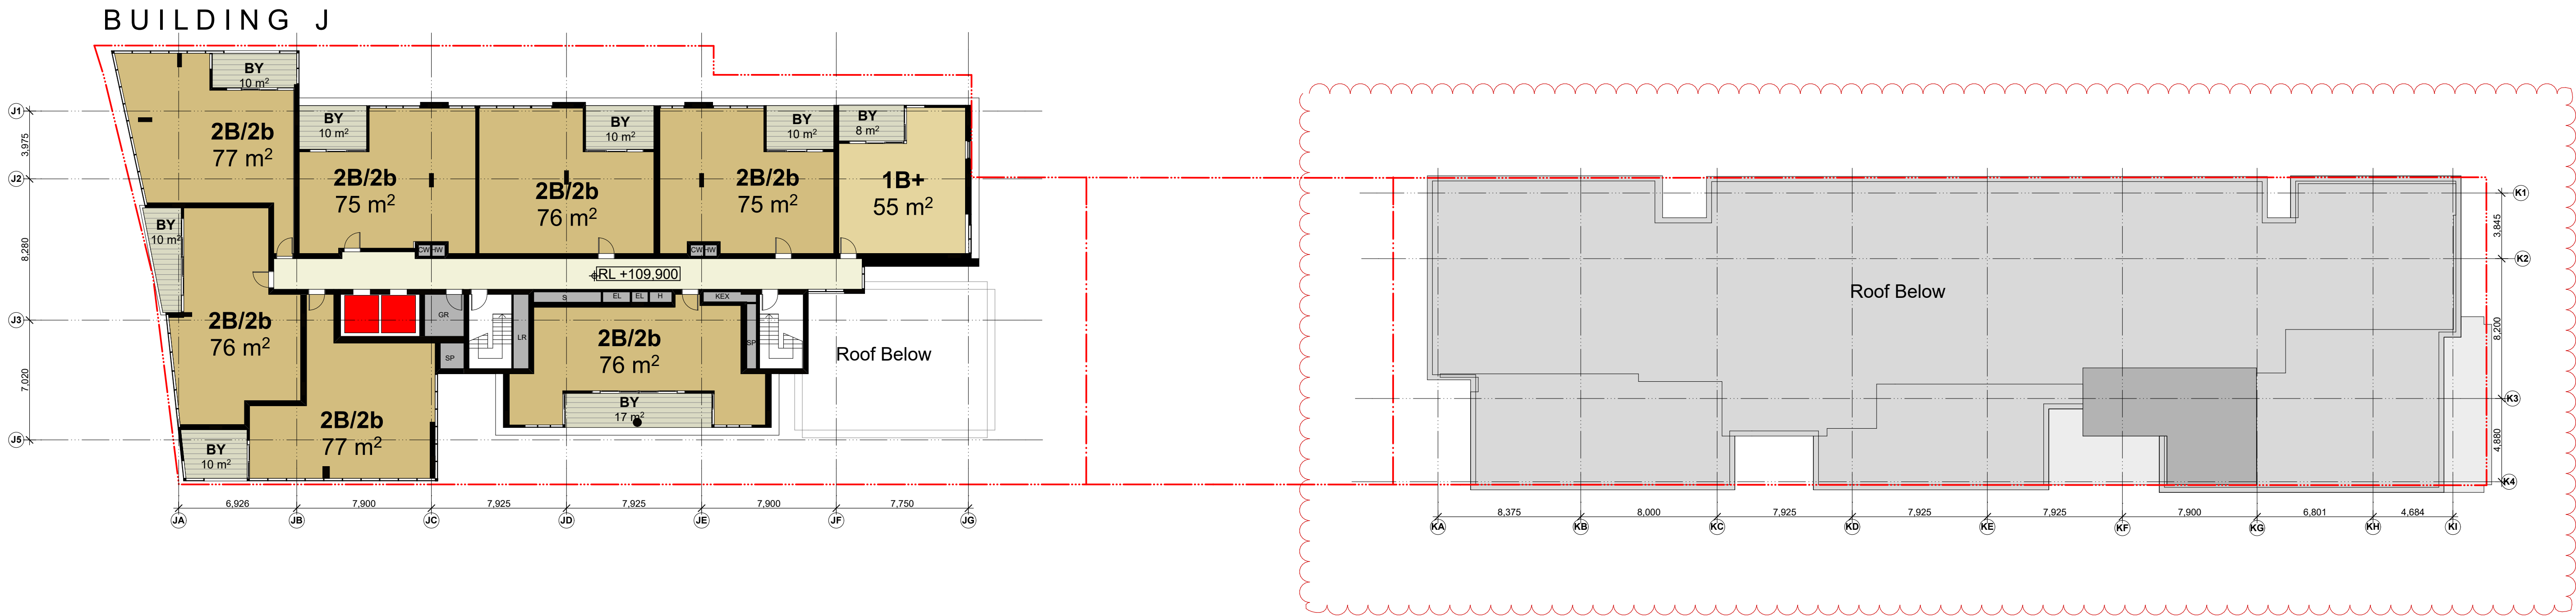 BUILDING J
BY
10 m²
2B/2b
77 m²
BY
10 m²
2B/2b
75 m²
BY
10 m²
2B/2b
76 m²
BY
10 m²
2B/2b
75 m²
BY
8 m²
1B+
55 m²
BY
10 m²
2B/2b
76 m²
CW HW
CW HW
RL +109,900
GR
SP
LR
S
EL
EL
H
KEX
SP
2B/2b
76 m²
BY
17 m²
2B/2b
77 m²
BY
10 m²
Roof Below
J1
3,975
J2
8,280
J3
7,020
J5
6,926
7,900
7,925
7,925
7,900
7,750
JA
JB
JC
JD
JE
JF
JG
Roof Below
K1
3,845
K2
8,200
K3
4,880
K4
8,375
8,000
7,925
7,925
7,925
7,900
6,801
4,684
KA
KB
KC
KD
KE
KF
KG
KH
KI